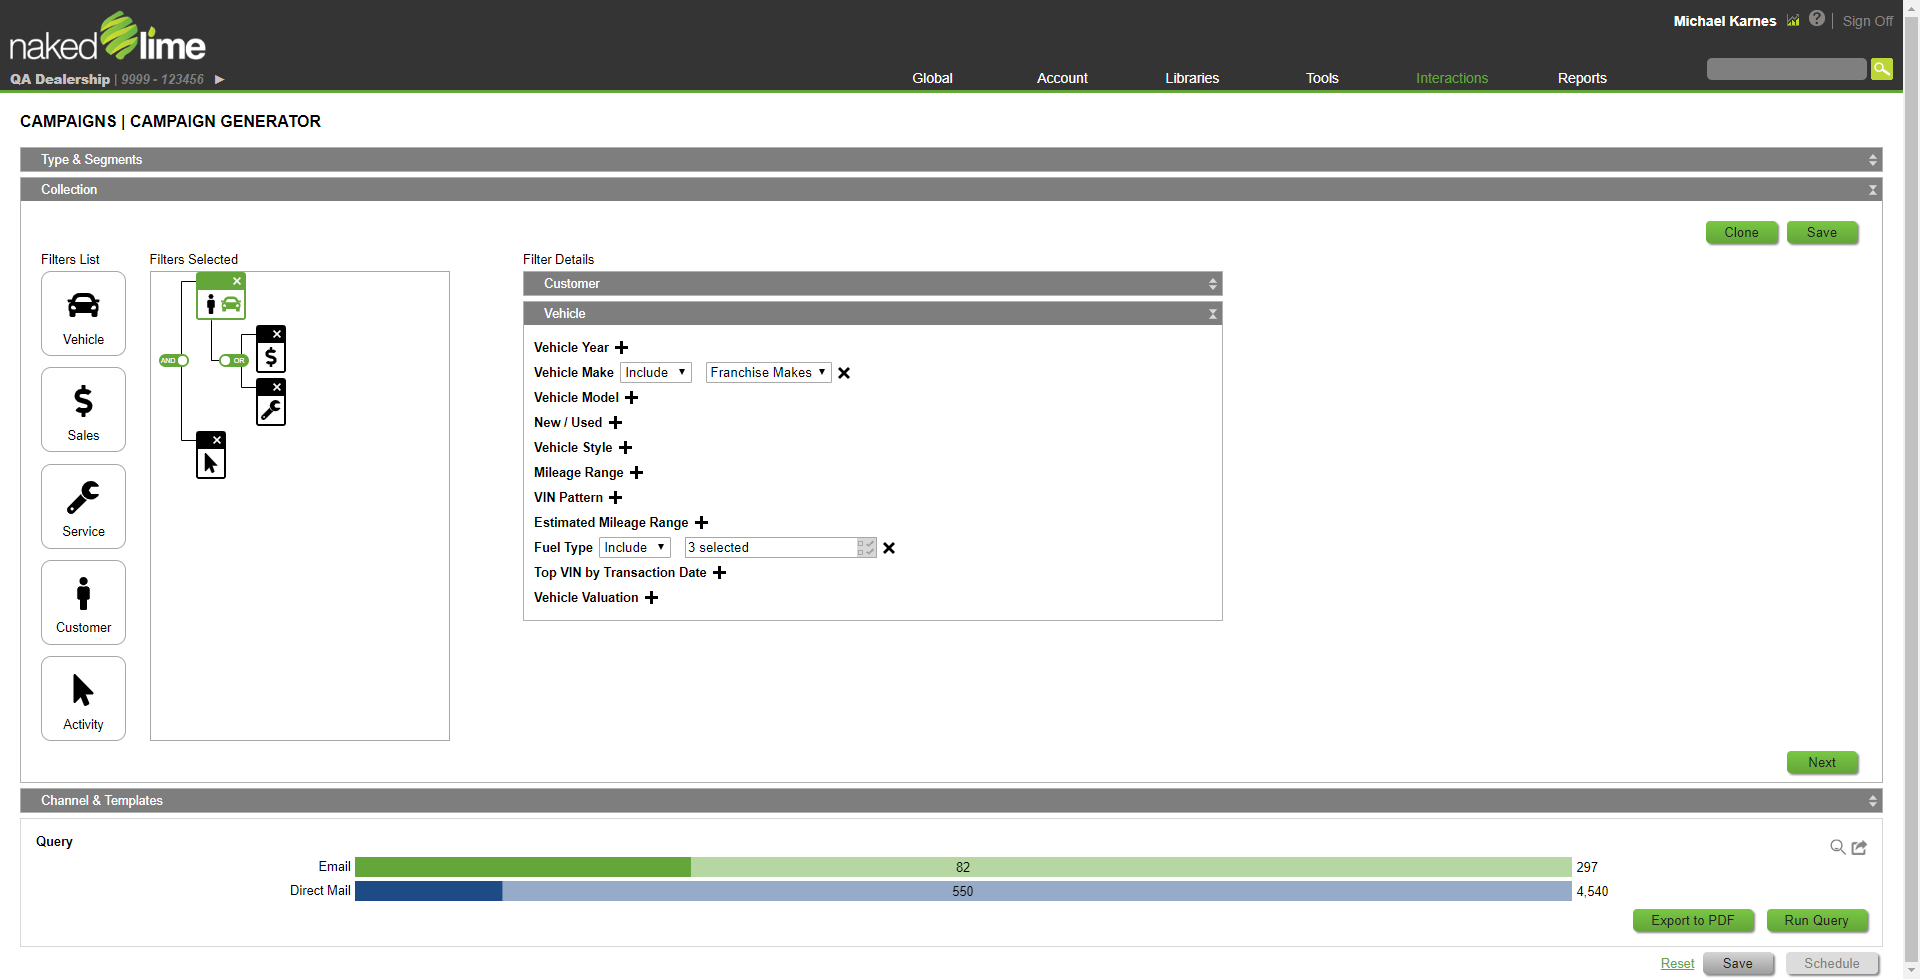 naked lime
Michael Karnes ? | Sign Off
QA Dealership | 9999 - 123456 ▶
Global Account Libraries Tools Interactions Reports
CAMPAIGNS | CAMPAIGN GENERATOR
Type & Segments
Collection
Clone Save
Filters List Filters Selected Filter Details
Vehicle
Sales
Service
Customer
Activity
AND
OR
$
Customer
Vehicle
Vehicle Year
Vehicle Make Include Franchise Makes
Vehicle Model
New / Used
Vehicle Style
Mileage Range
VIN Pattern
Estimated Mileage Range
Fuel Type Include 3 selected
Top VIN by Transaction Date
Vehicle Valuation
Next
Channel & Templates
Query
Email 82 297
Direct Mail 550 4,540
Export to PDF Run Query
Reset Save Schedule